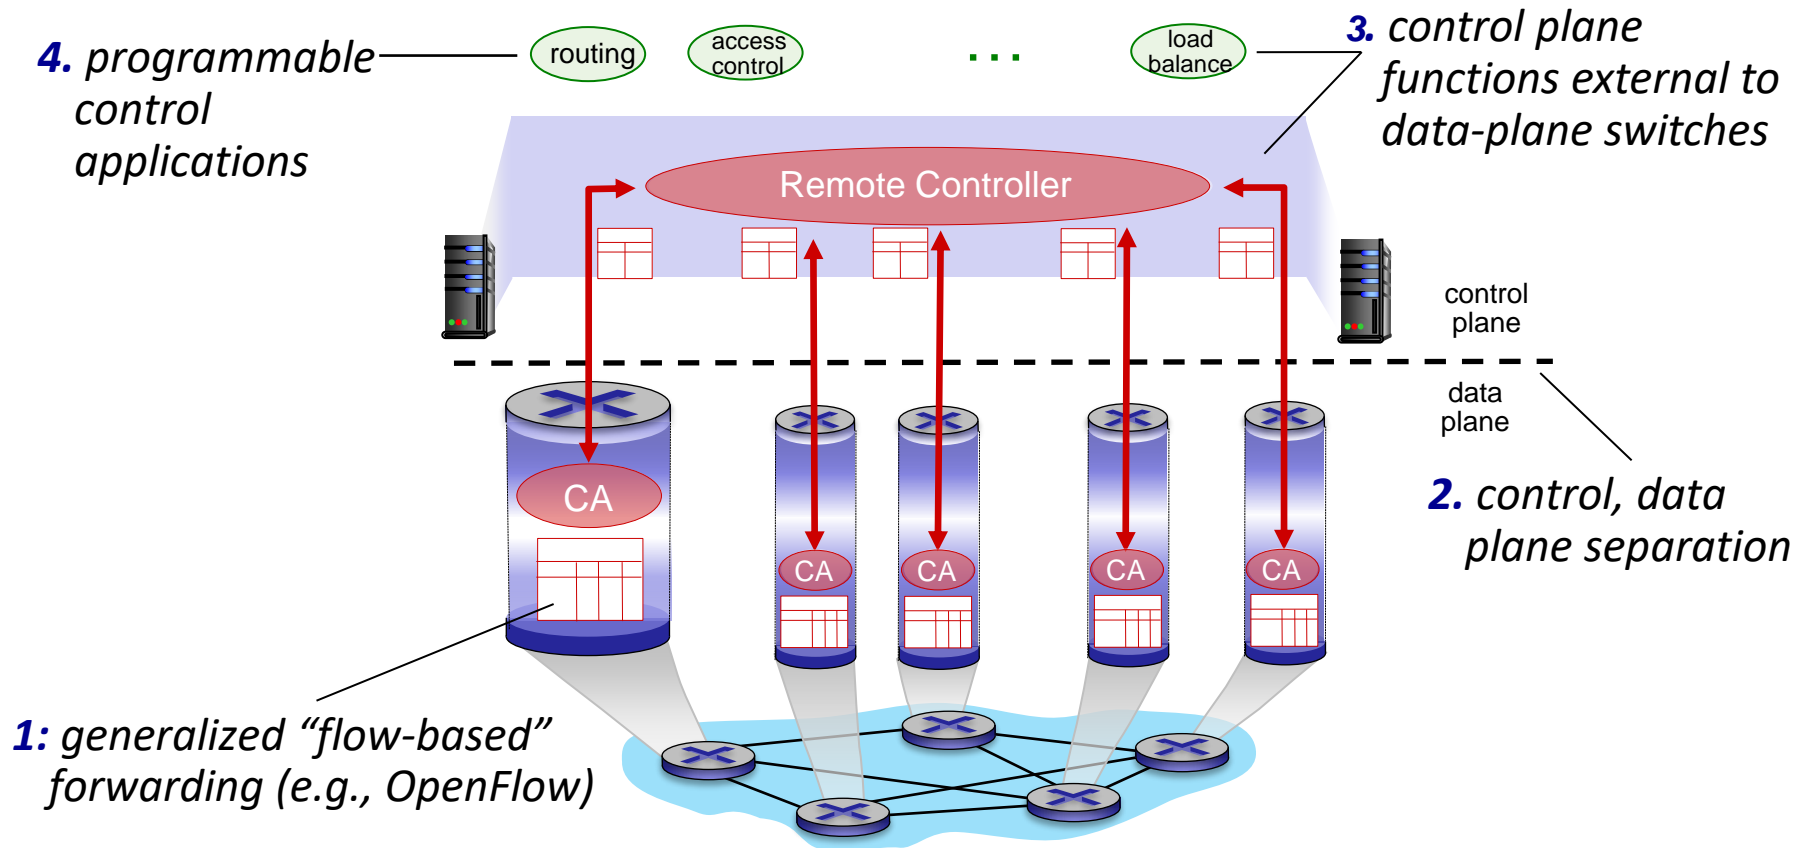 4. programmable
control
applications
routing
access
control
...
load
balance
3. control plane
functions external to
data-plane switches
Remote Controller
control
plane
data
plane
CA
CA
CA
CA
CA
2. control, data
plane separation
1: generalized “flow-based”
forwarding (e.g., OpenFlow)